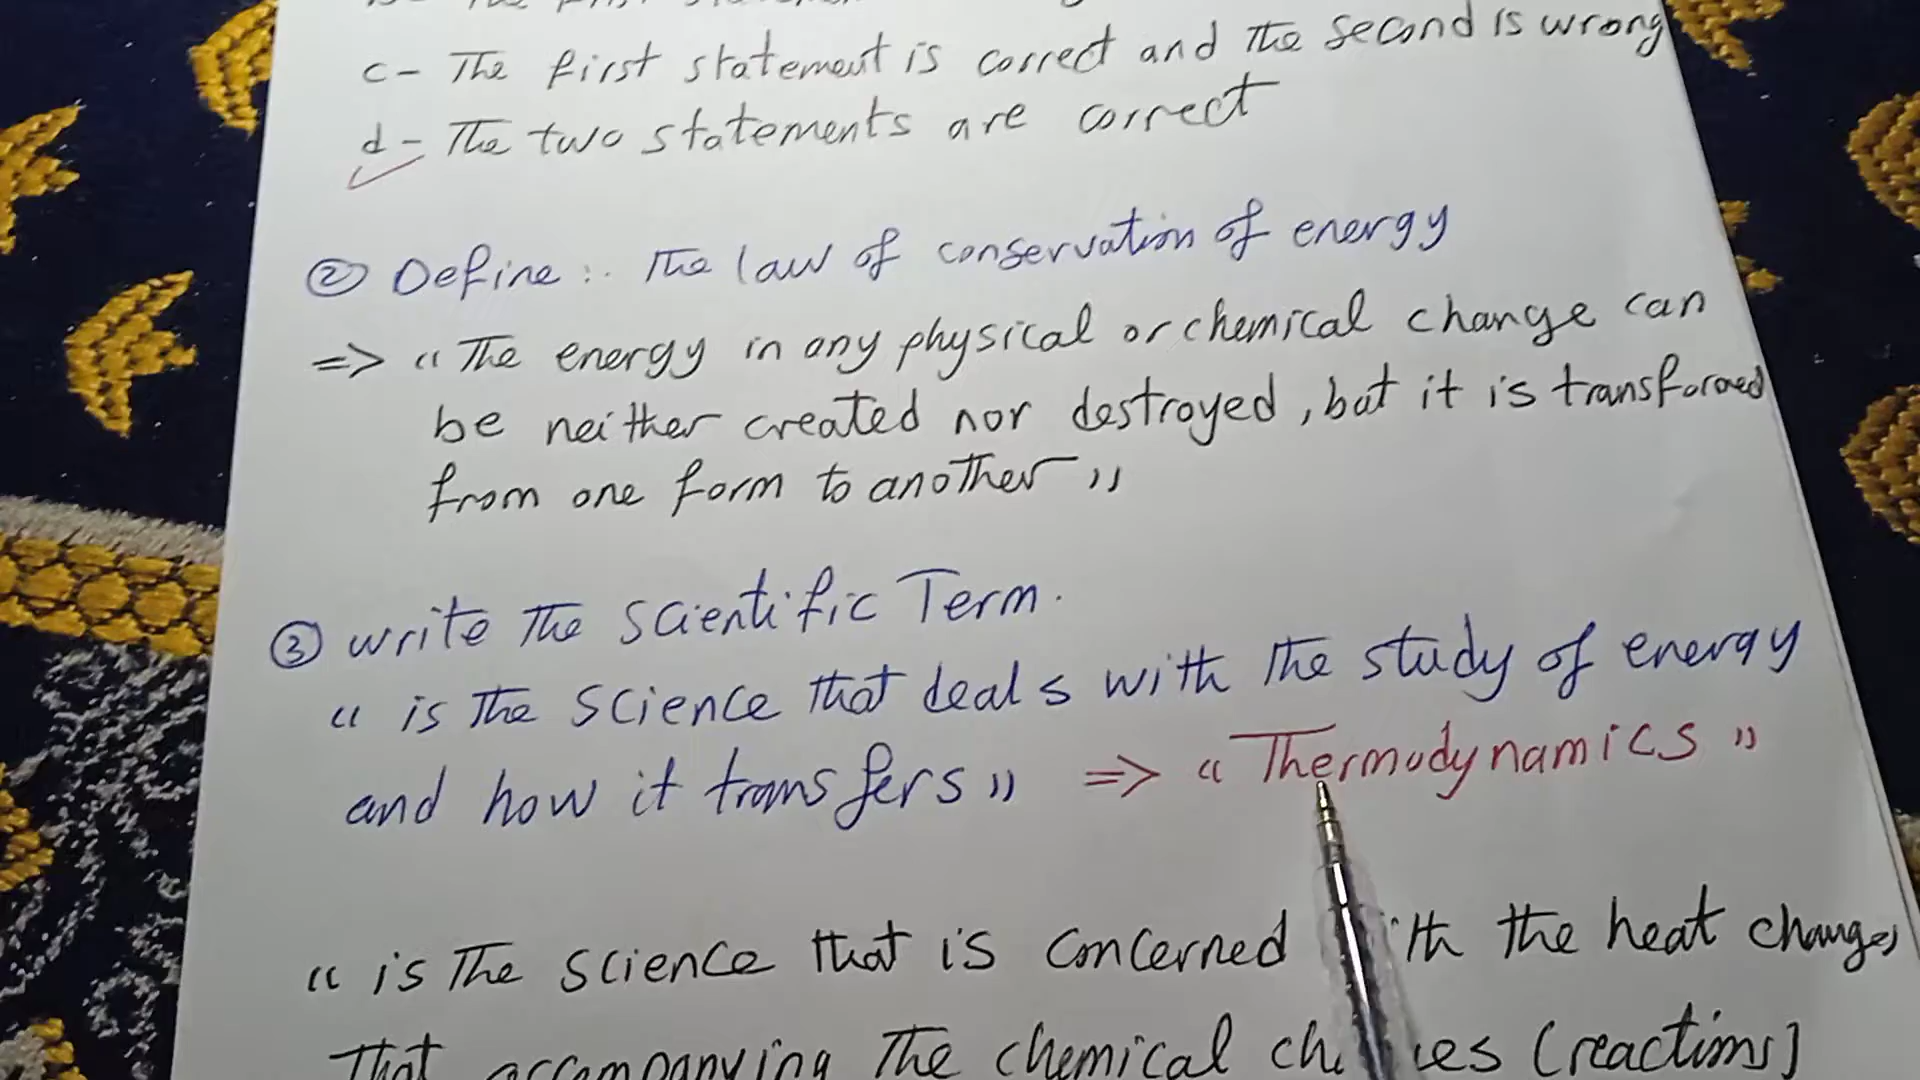 c- The first statement is correct and the second is wrong
d- The two statements are correct
② Define:. The law of conservation of energy
=> "The energy in any physical or chemical change can
be neither created nor destroyed, but it is transformed
from one form to another"
③ write the scientific Term.
"is the science that deals with the study of energy
and how it transfers" => "Thermodynamics"
"is the science that is concerned with the heat changes
That accompanying the chemical (reactions)